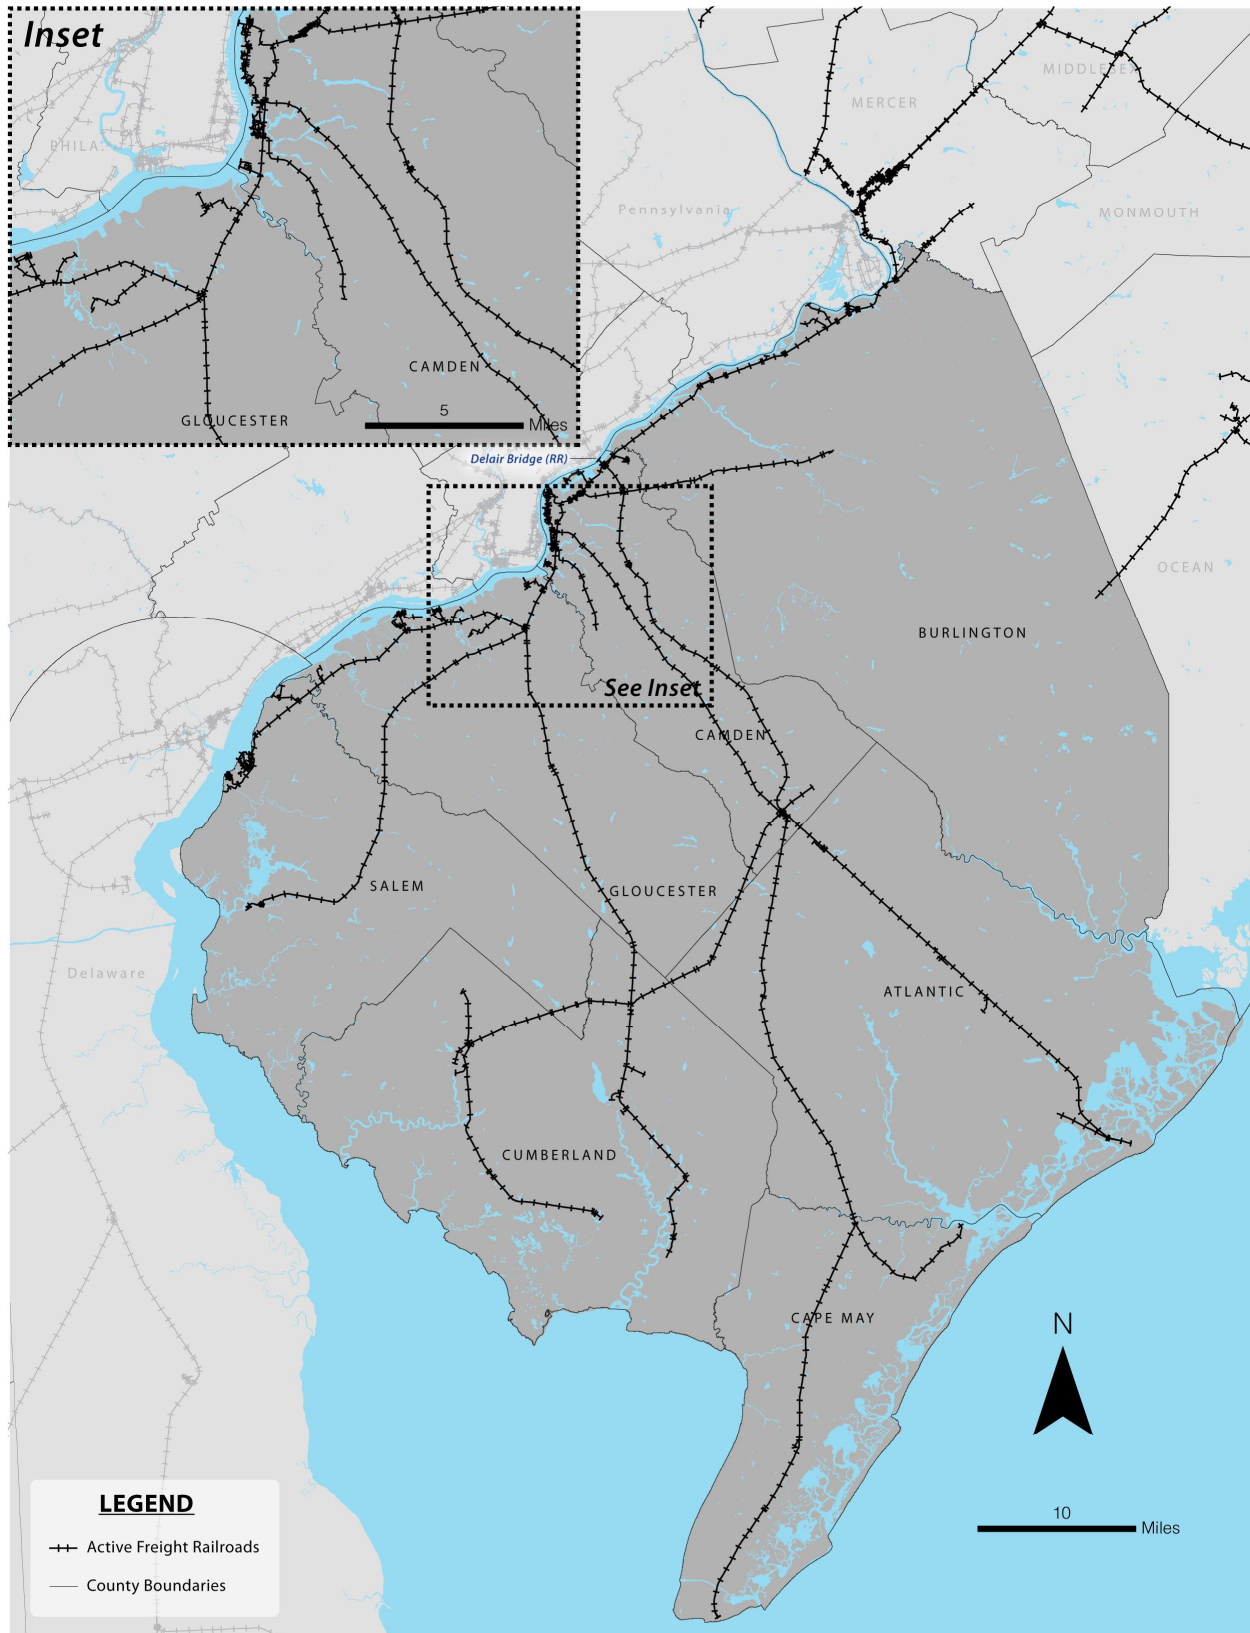 Inset
PHILA.
CAMDEN
GLOUCESTER
5
Miles
MIDDLESEX
MERCER
Pennsylvania
MONMOUTH
Delair Bridge (RR)
OCEAN
BURLINGTON
See Inset
CAMDEN
SALEM
GLOUCESTER
Delaware
ATLANTIC
CUMBERLAND
CAPE MAY
N
LEGEND
Active Freight Railroads
County Boundaries
10
Miles